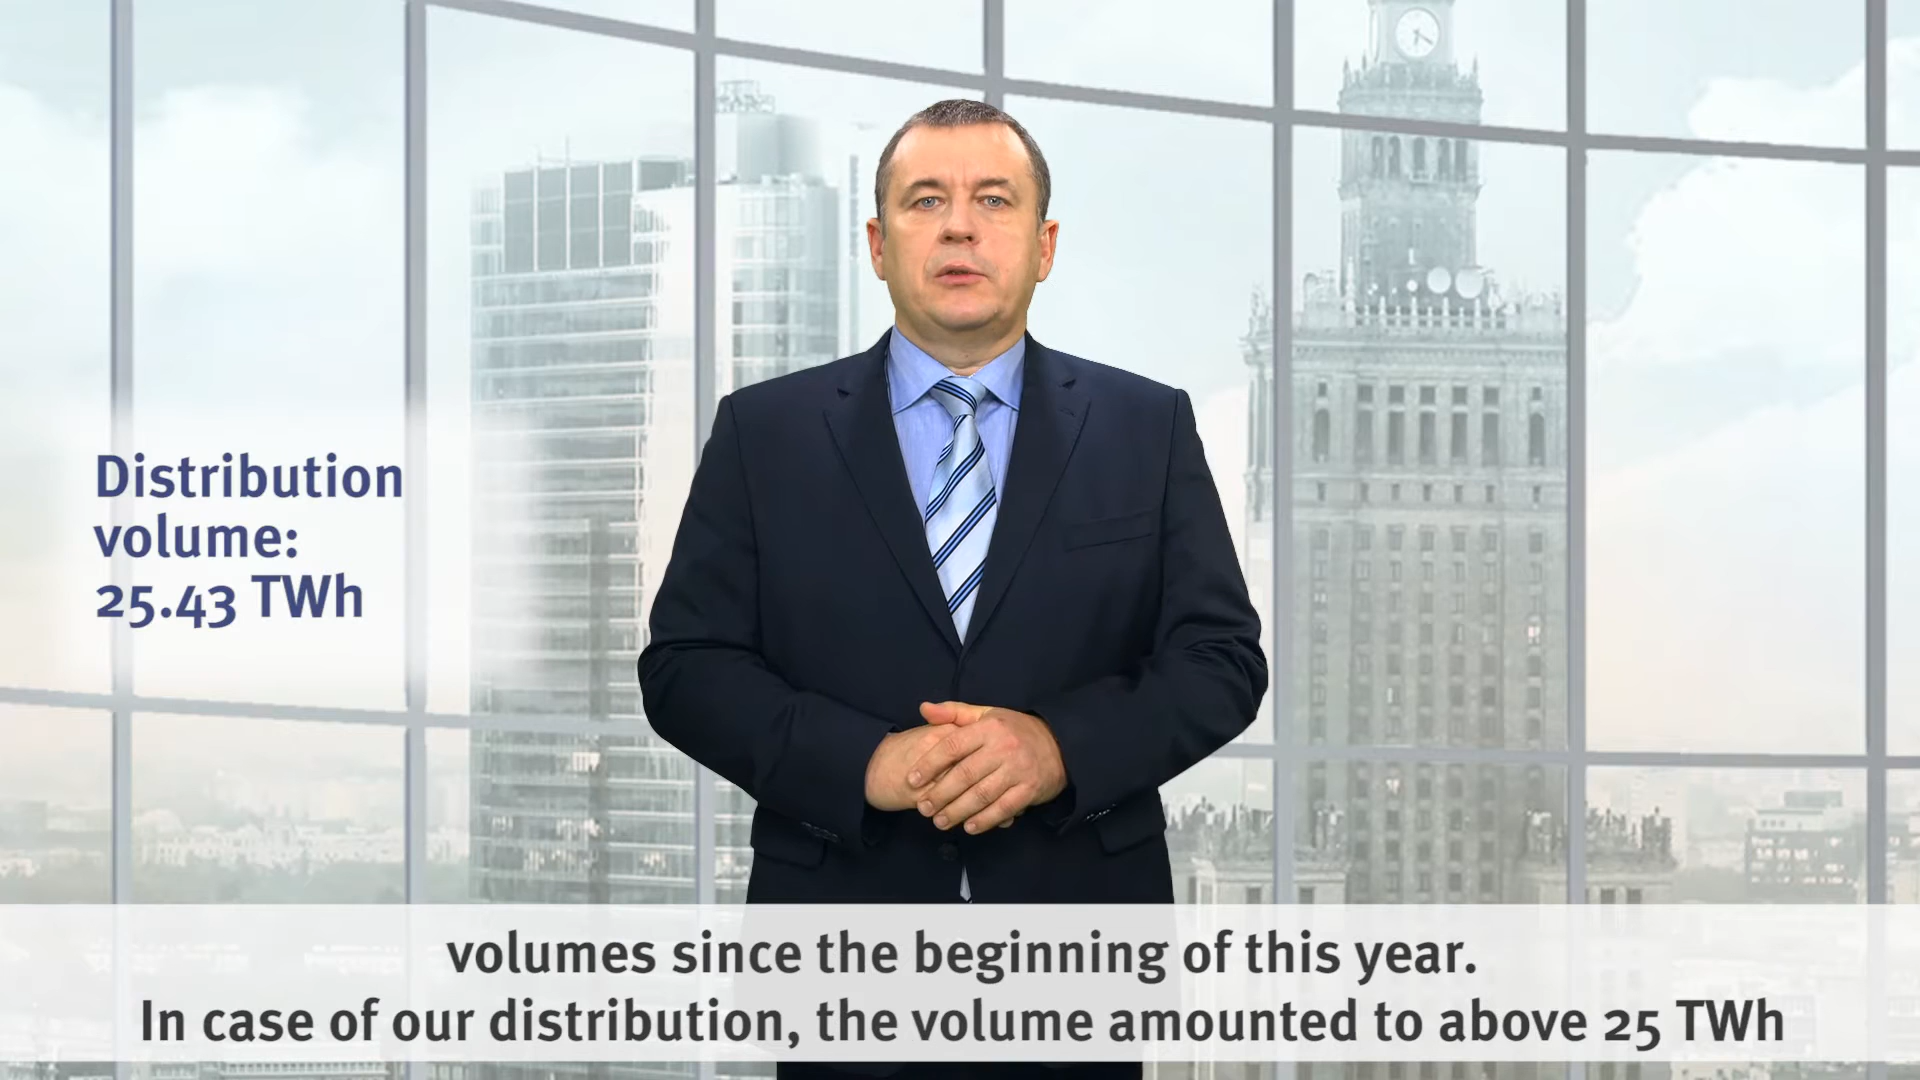 Distribution
volume:
25.43 TWh
volumes since the beginning of this year.
In case of our distribution, the volume amounted to above 25 TWh